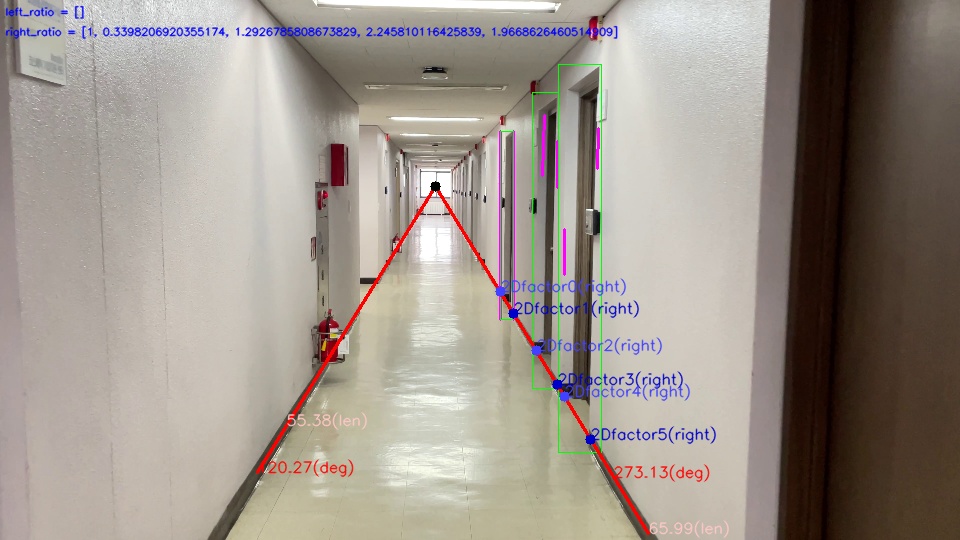 left_ratio = []
right_ratio = [1, 0.3398206920355174, 1.2926785808673829, 2.245810116425839, 1.9668626460514909]
2Dfactor0(right)
2Dfactor1(right)
2Dfactor2(right)
2Dfactor3(right)
2Dfactor4(right)
55.38(len)
2Dfactor5(right)
20.27(deg)
273.13(deg)
65.99(len)